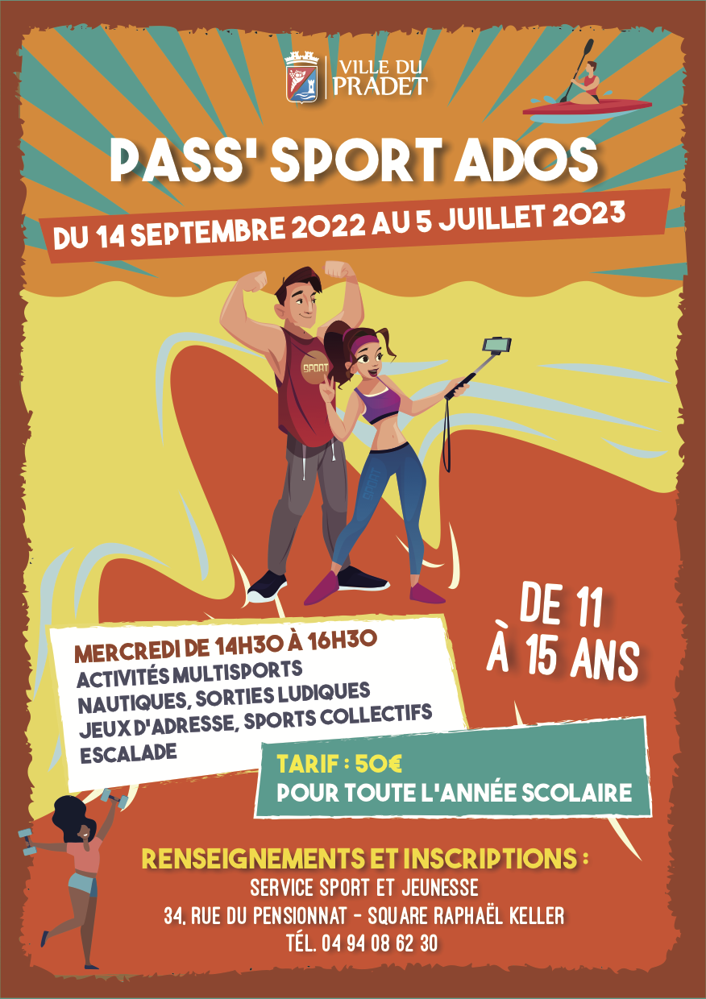 VILLE DU
PRADET
PASS' SPORT ADOS
DU 14 SEPTEMBRE 2022 AU 5 JUILLET 2023
SPORT
SPORT
DE 11
À 15 ANS
MERCREDI DE 14H30 À 16H30
ACTIVITÉS MULTISPORTS
NAUTIQUES, SORTIES LUDIQUES
JEUX D'ADRESSE, SPORTS COLLECTIFS
ESCALADE
TARIF : 50€
POUR TOUTE L'ANNÉE SCOLAIRE
RENSEIGNEMENTS ET INSCRIPTIONS :
SERVICE SPORT ET JEUNESSE
34, RUE DU PENSIONNAT - SQUARE RAPHAËL KELLER
TÉL. 04 94 08 62 30